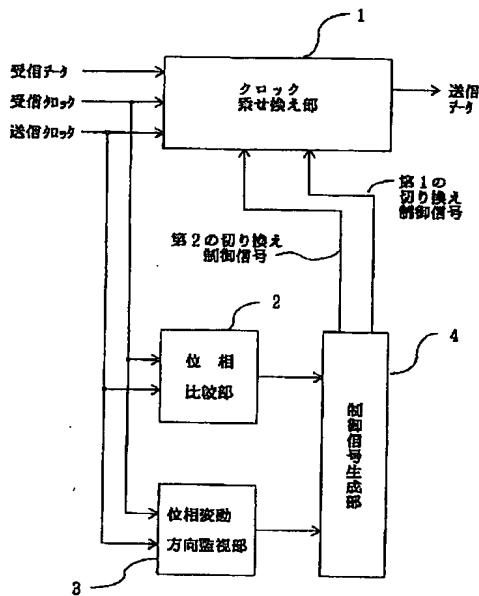 1
受信データ
受信クロック
送信クロック
クロック
乗せ換え部
送信
データ
第1の
切り換え
制御信号
第2の切り換え
制御信号
2
位 相
比較部
4
制御信号生成部
位相変動
方向監視部
3